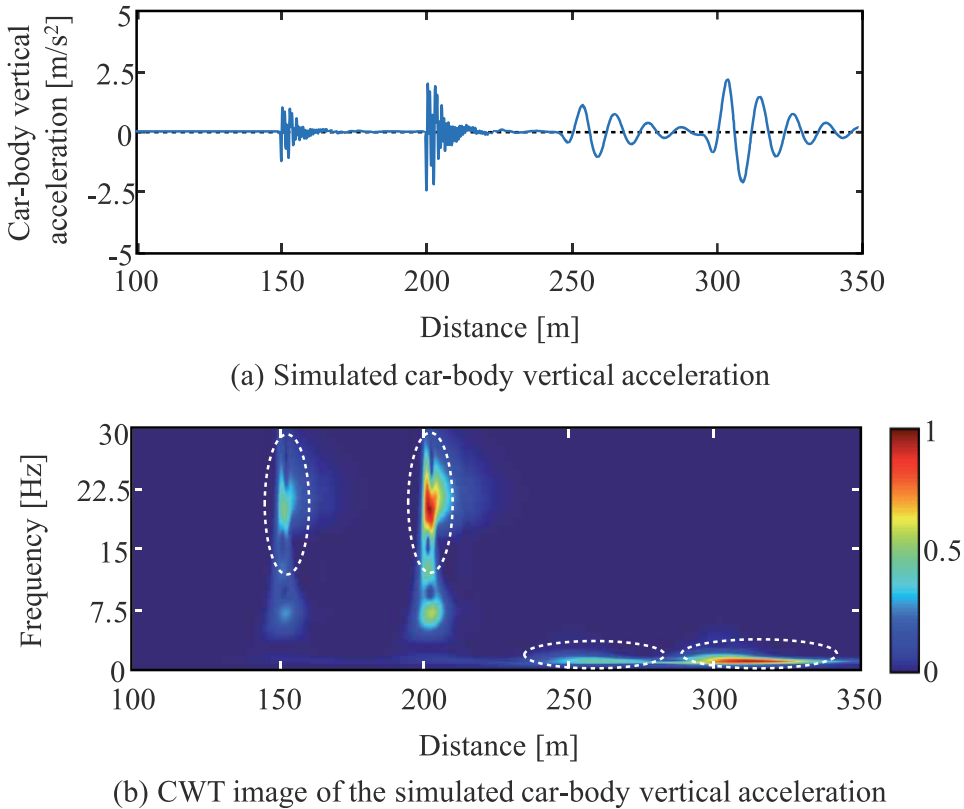 5
2.5
0
-2.5
-5
Car-body vertical
acceleration [m/s²]
100 150 200 250 300 350
Distance [m]
(a) Simulated car-body vertical acceleration
30
22.5
15
7.5
0
Frequency [Hz]
1
0.5
0
100 150 200 250 300 350
Distance [m]
(b) CWT image of the simulated car-body vertical acceleration